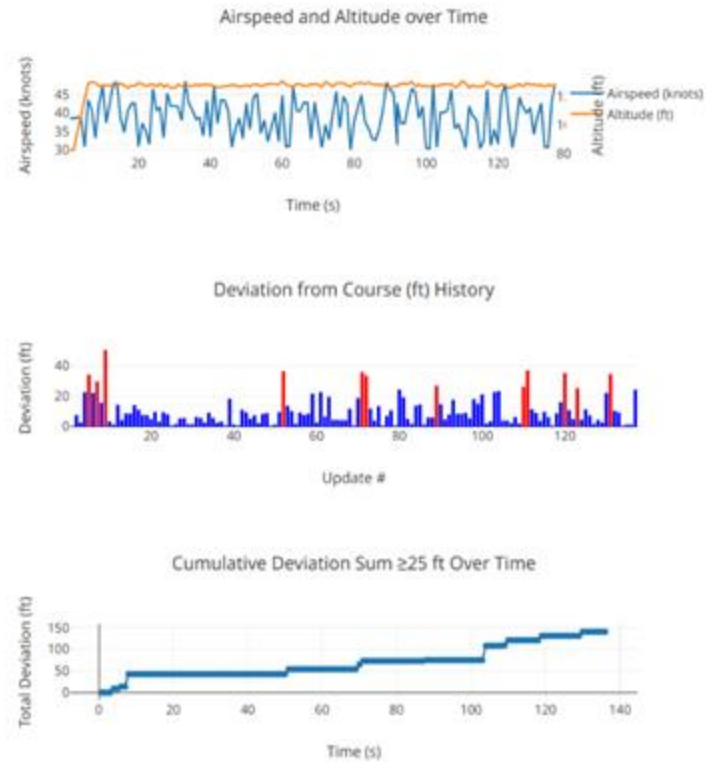 Airspeed and Altitude over Time
Airspeed (knots)
45
40
35
30
20 40 60 80 100 120
80
Altitude (ft)
Airspeed (knots)
Altitude (ft)
Time (s)
Deviation from Course (ft) History
Deviation (ft)
40
20
0
20 40 60 80 100 120
Update #
Cumulative Deviation Sum ≥25 ft Over Time
Total Deviation (ft)
150
100
50
0
0 20 40 60 80 100 120 140
Time (s)